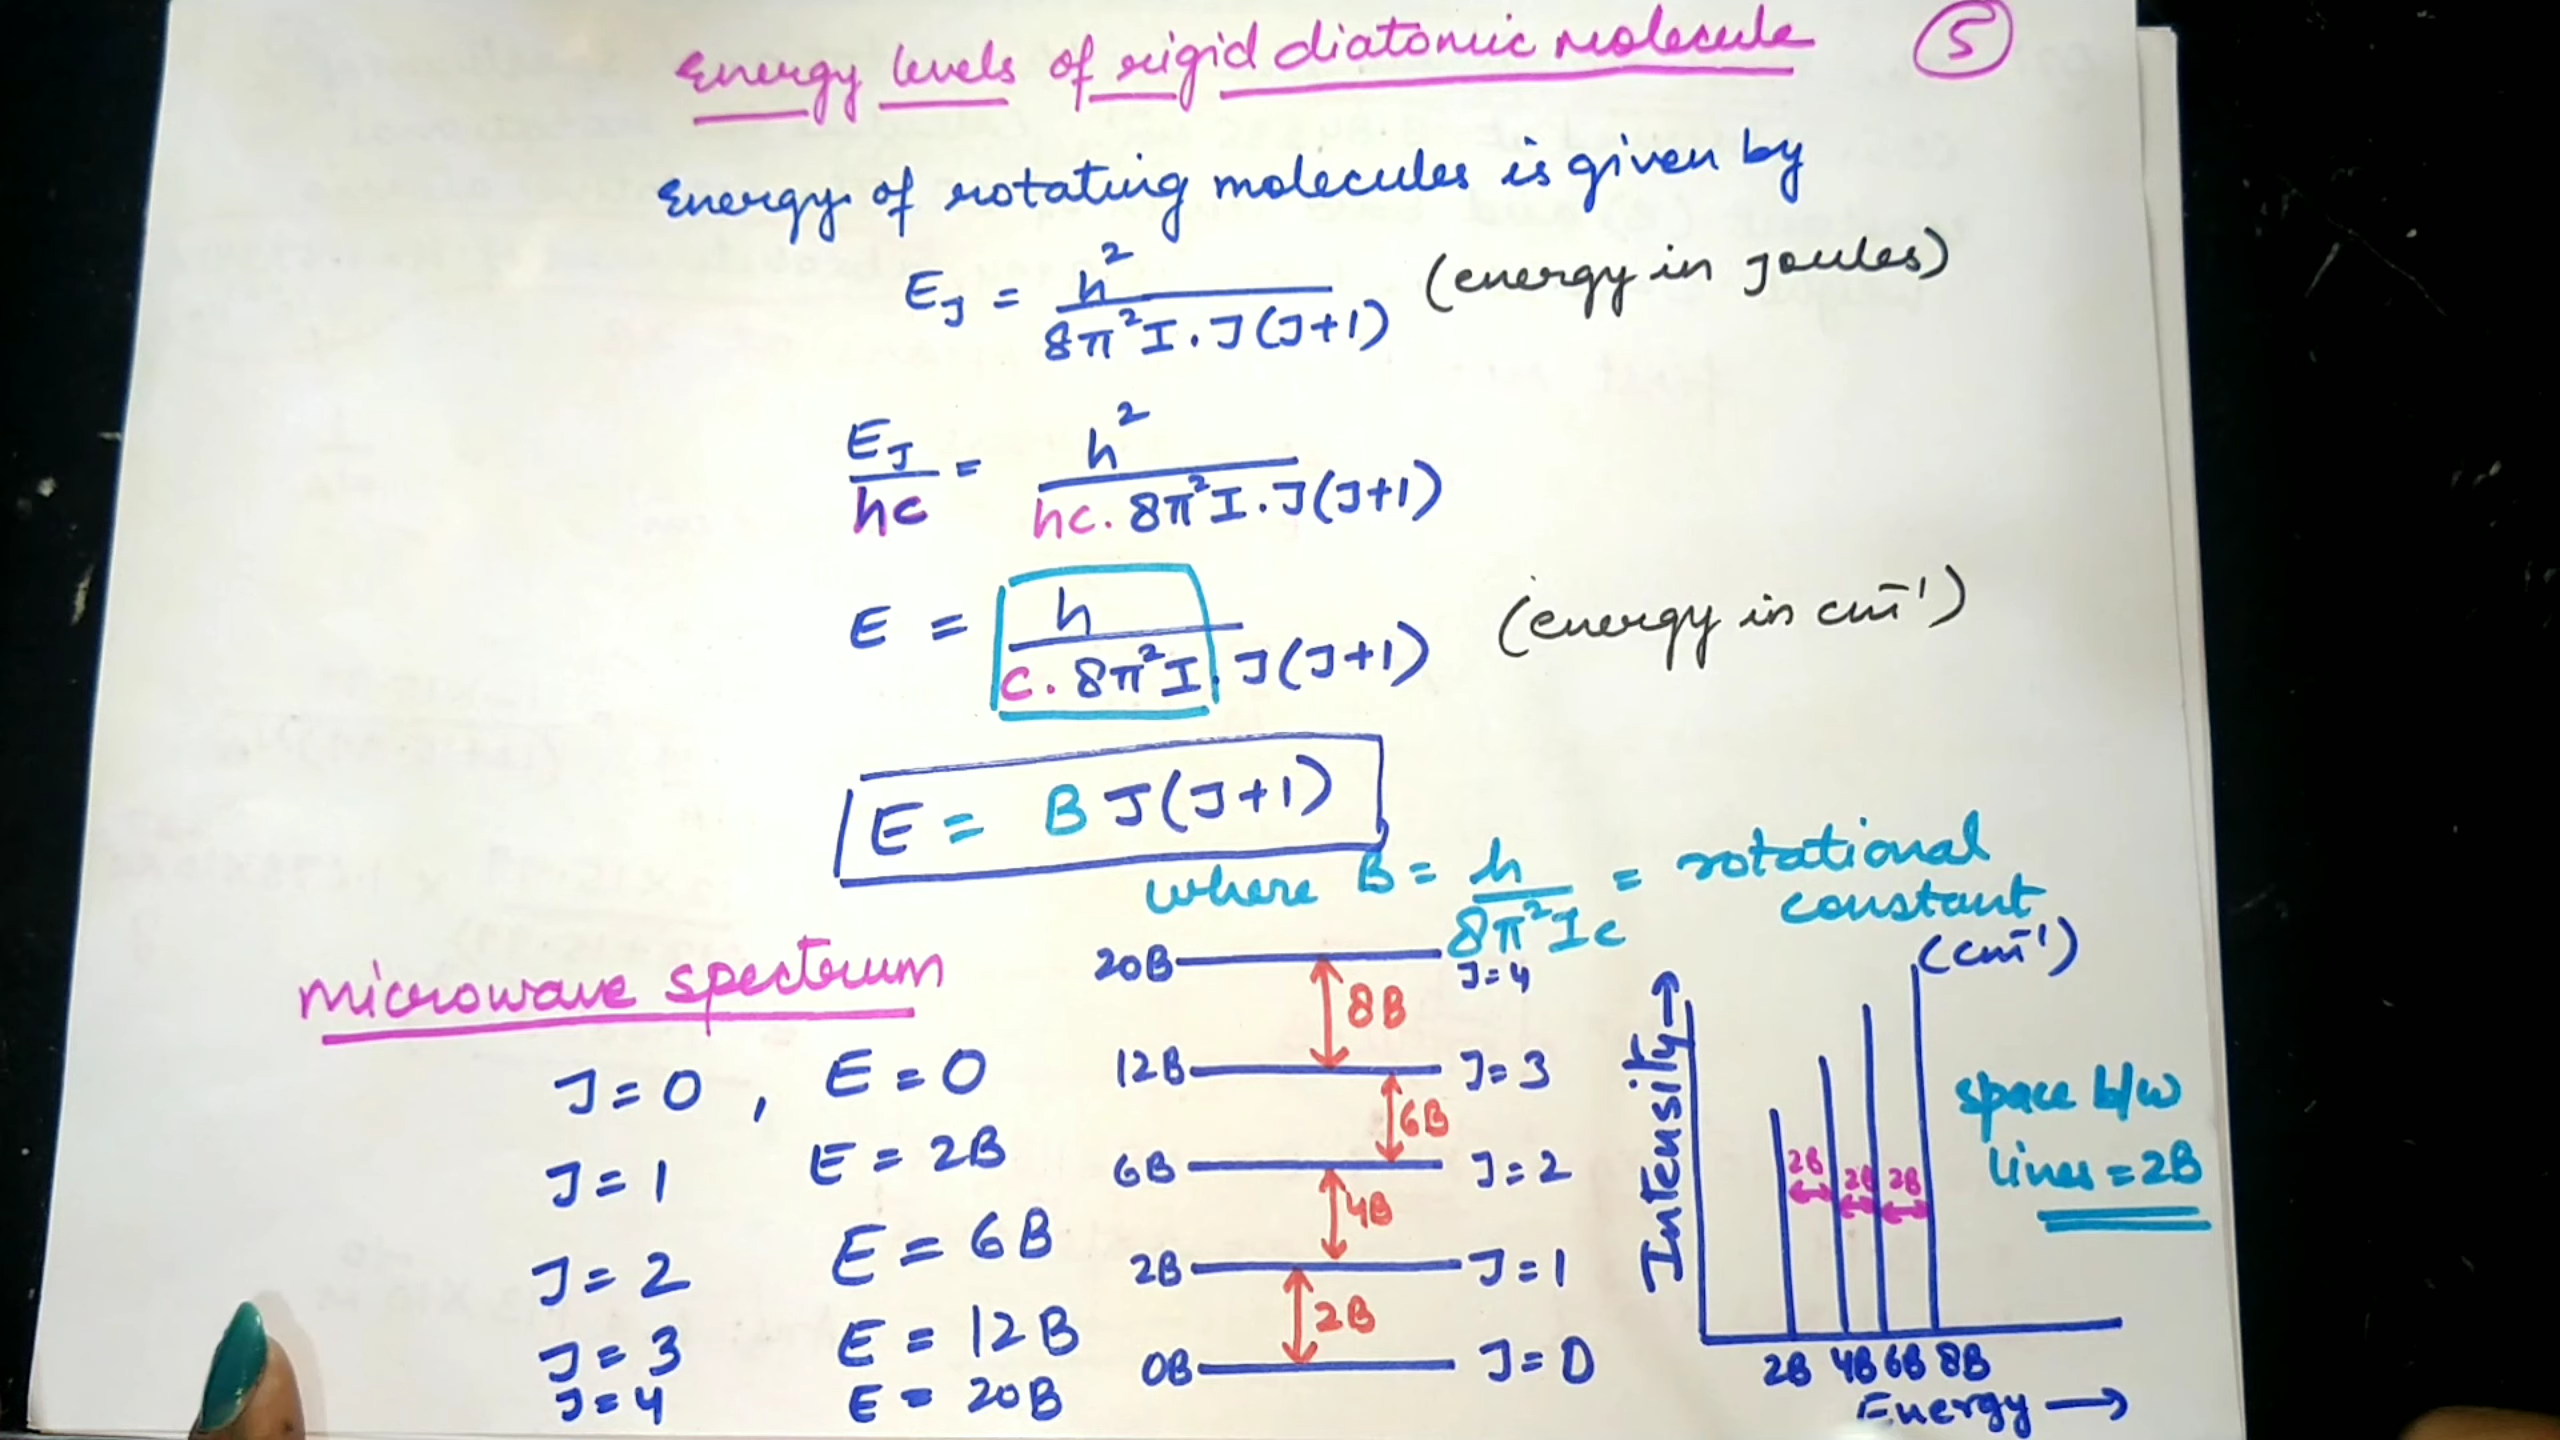 Energy levels of rigid diatomic molecule 5
Energy of rotating molecules is given by
E_J = h² / 8π²I . J(J+1) (energy in Joules)
E_J / hc = h² / hc. 8π²I . J(J+1)
E = h / c. 8π²I . J(J+1) (energy in cm⁻¹)
E = B J(J+1)
where B = h / 8π²Ic = rotational constant
(cm⁻¹)
Microwave spectrum
J=0 , E=0
J=1 E=2B
J=2 E=6B
J=3 E=12B
J=4 E=20B
20B J=4
8B
12B J=3
6B
6B J=2
4B
2B J=1
2B
0B J=0
Intensity→
2B 2B 2B
space b/w
lines = 2B
2B 4B 6B 8B
Energy →